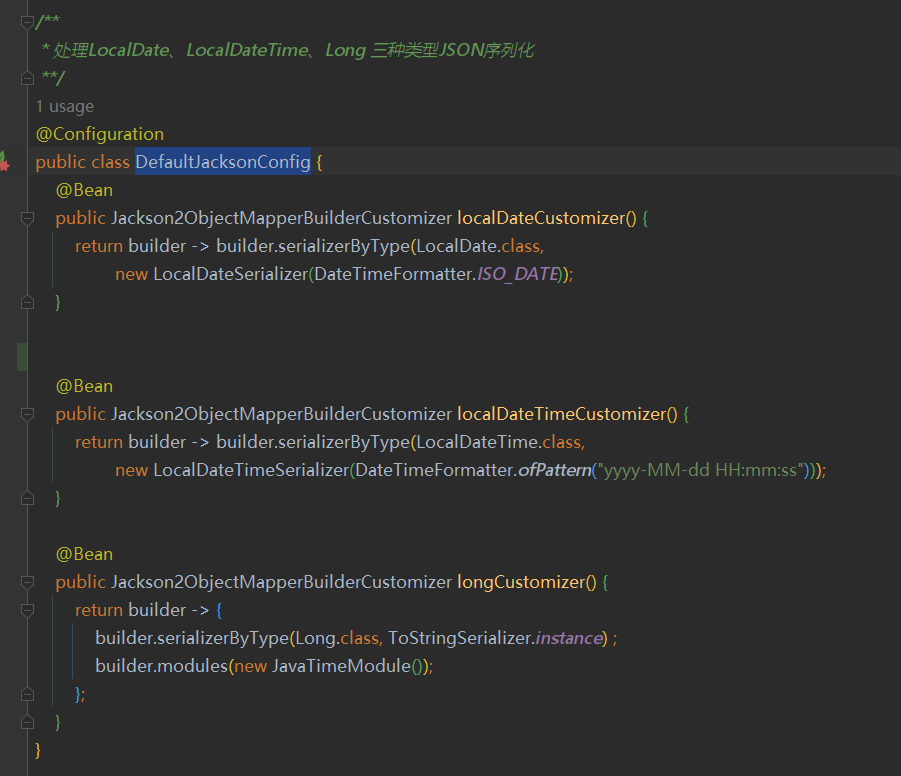 /**
 * 处理LocalDate、LocalDateTime、Long 三种类型JSON序列化
 **/
1 usage
@Configuration
public class DefaultJacksonConfig {
    @Bean
    public Jackson2ObjectMapperBuilderCustomizer localDateCustomizer() {
        return builder -> builder.serializerByType(LocalDate.class,
                new LocalDateSerializer(DateTimeFormatter.ISO_DATE));
    }
    @Bean
    public Jackson2ObjectMapperBuilderCustomizer localDateTimeCustomizer() {
        return builder -> builder.serializerByType(LocalDateTime.class,
                new LocalDateTimeSerializer(DateTimeFormatter.ofPattern("yyyy-MM-dd HH:mm:ss")));
    }
    @Bean
    public Jackson2ObjectMapperBuilderCustomizer longCustomizer() {
        return builder -> {
            builder.serializerByType(Long.class, ToStringSerializer.instance) ;
            builder.modules(new JavaTimeModule());
        };
    }
}